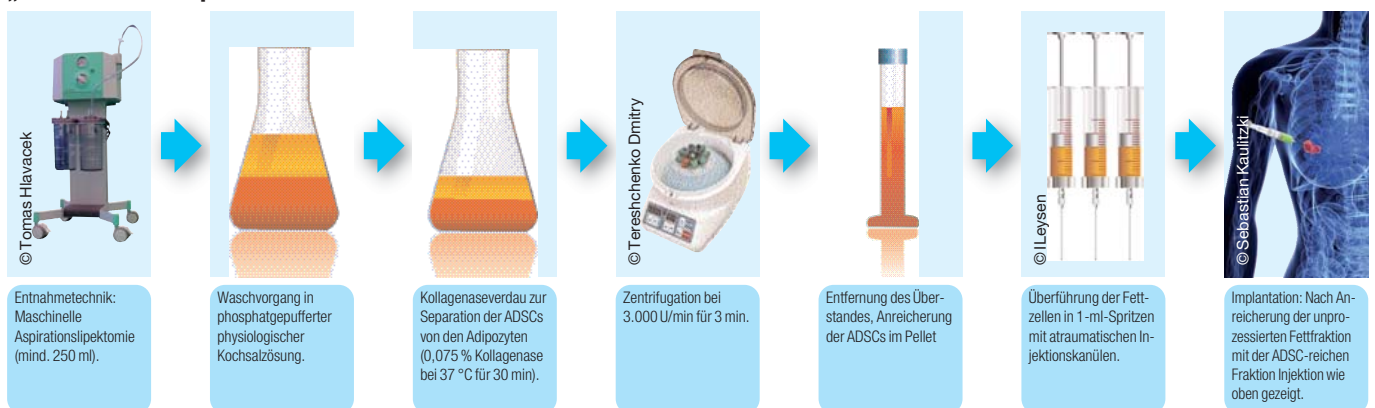 ©Tomas Hlavacek
©Tereshchenko Dmitry
©ILeysen
©Sebastian Kaulitzki
Entnahmetechnik:
Maschinelle
Aspirationslipektomie
(mind. 250 ml).
Waschvorgang in
phosphatgepufferter
physiologischer
Kochsalzösung.
Kollagenaseverdau zur
Separation der ADSCs
von den Adipozyten
(0,075 % Kollagenase
bei 37 °C für 30 min).
Zentrifugation bei
3.000 U/min für 3 min.
Entfernung des Über-
standes, Anreicherung
der ADSCs im Pellet
Überführung der Fett-
zellen in 1-ml-Spritzen
mit atraumatischen In-
jektionskanülen.
Implantation: Nach An-
reicherung der unpro-
zessierten Fettfraktion
mit der ADSC-reichen
Fraktion Injektion wie
oben gezeigt.